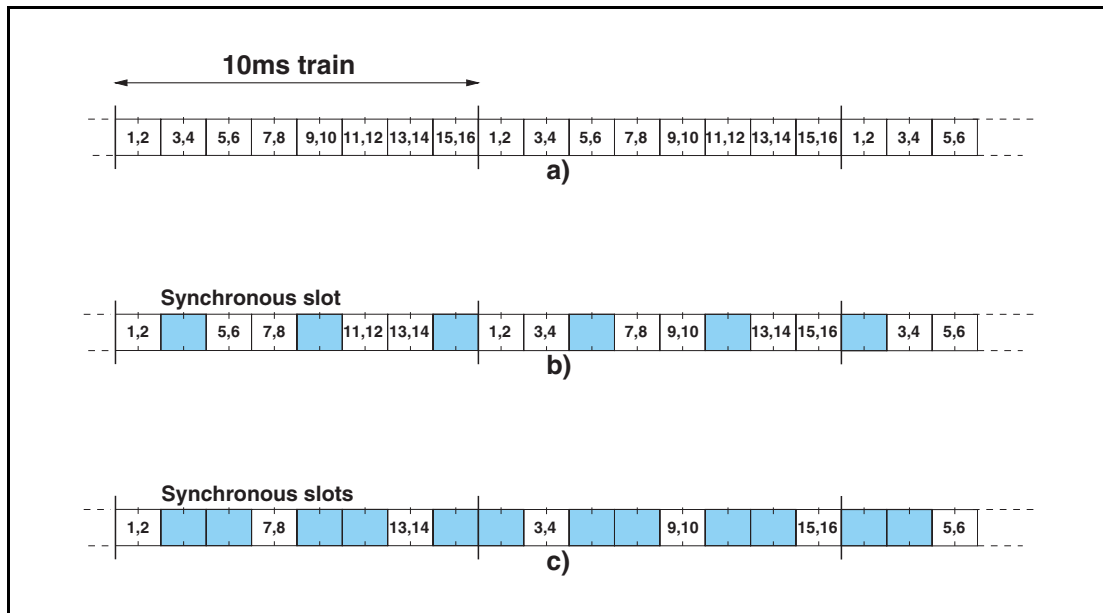 10ms train
1,2 3,4 5,6 7,8 9,10 11,12 13,14 15,16 1,2 3,4 5,6 7,8 9,10 11,12 13,14 15,16 1,2 3,4 5,6
a)
Synchronous slot
1,2 5,6 7,8 11,12 13,14 1,2 3,4 7,8 9,10 13,14 15,16 3,4 5,6
b)
Synchronous slots
1,2 7,8 13,14 3,4 9,10 15,16 5,6
c)